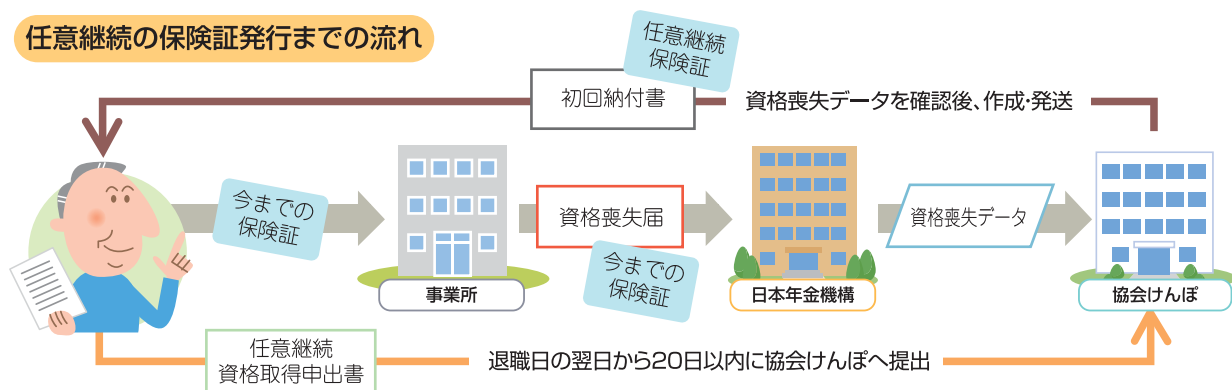 任意継続の保険証発行までの流れ
任意継続
保険証
初回納付書
資格喪失データを確認後、作成・発送
今までの
保険証
事業所
資格喪失届
今までの
保険証
日本年金機構
資格喪失データ
協会けんぽ
任意継続
資格取得申出書
退職日の翌日から20日以内に協会けんぽへ提出